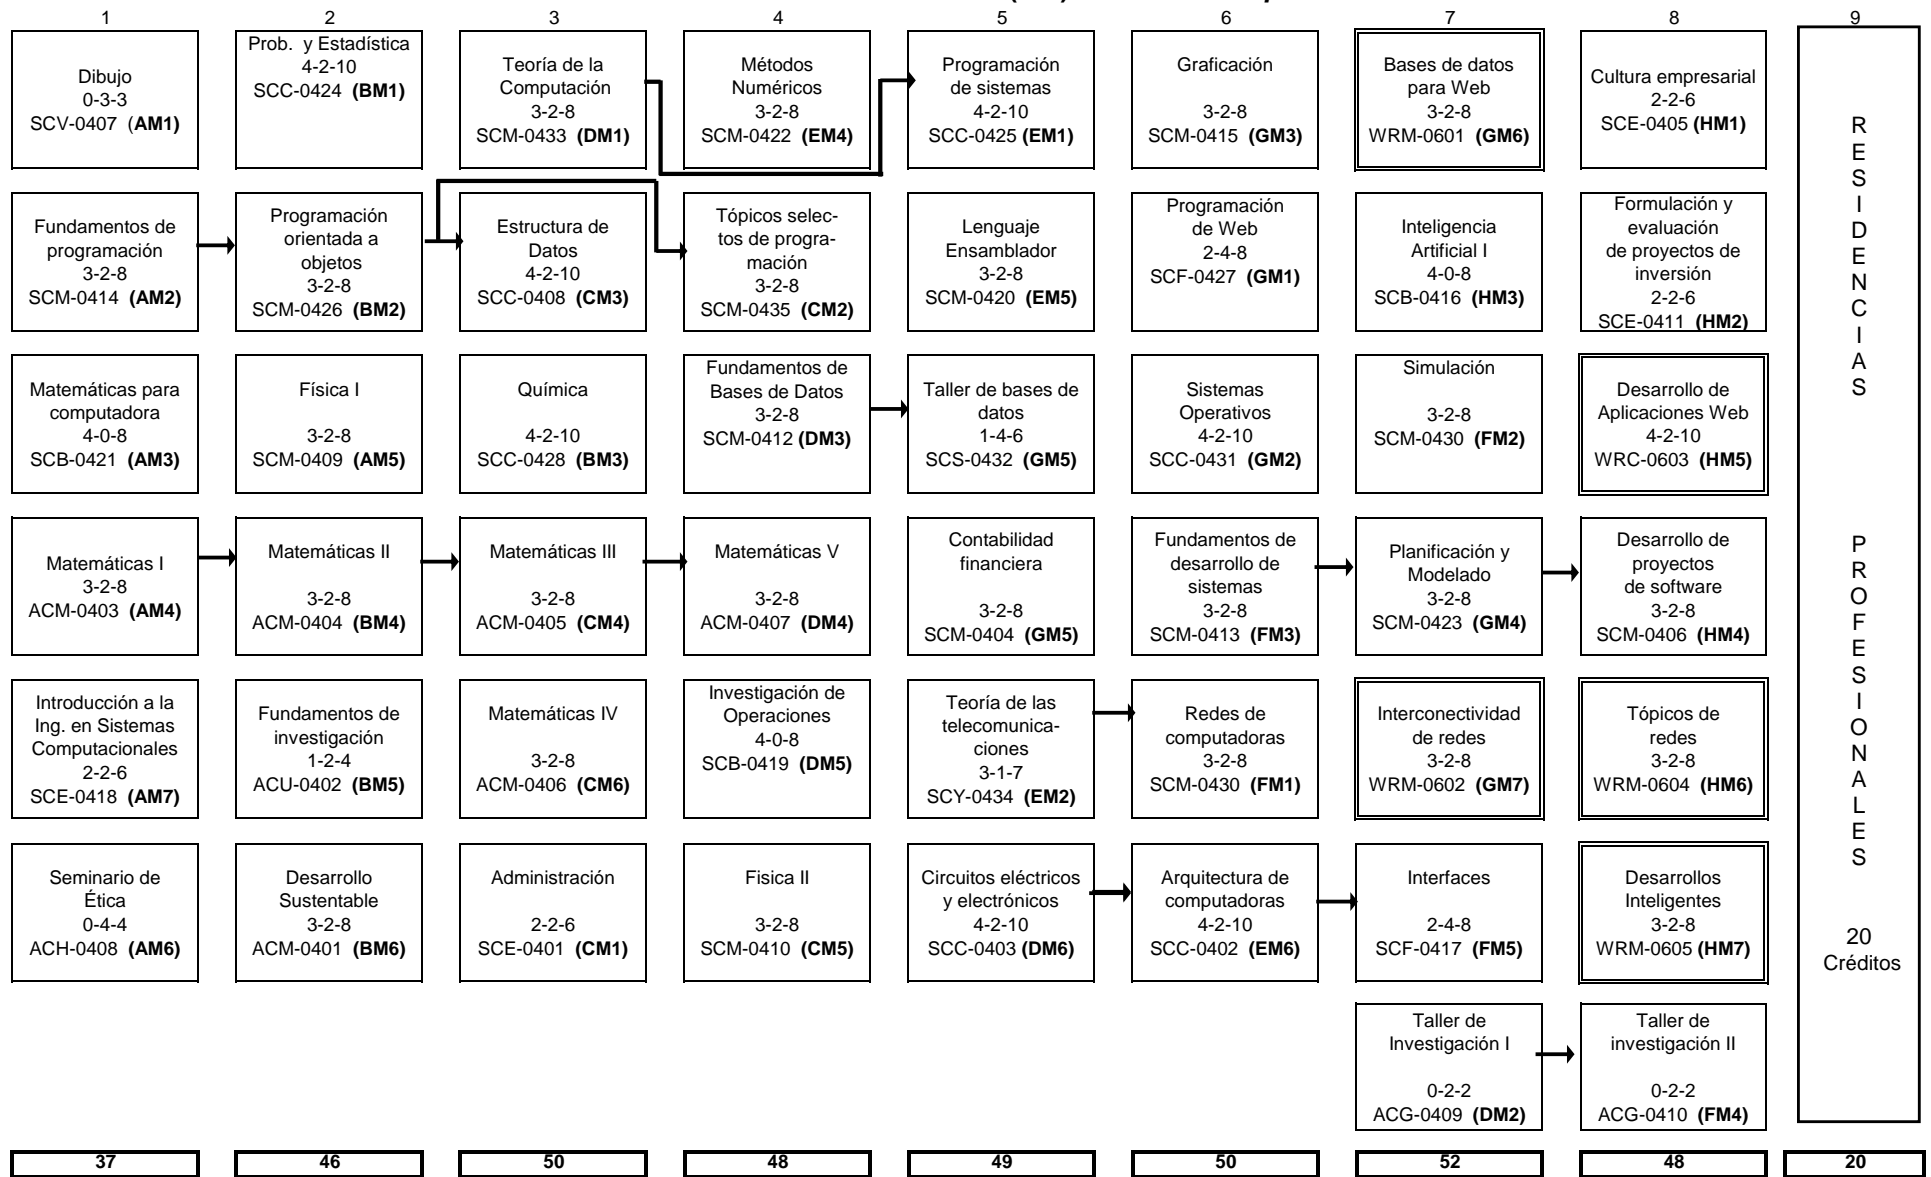 1
2
3
4
5
6
7
8
9
Dibujo
0-3-3
SCV-0407 (AM1)
Prob. y Estadística
4-2-10
SCC-0424 (BM1)
Teoría de la
Computación
3-2-8
SCM-0433 (DM1)
Métodos
Numéricos
3-2-8
SCM-0422 (EM4)
Programación
de sistemas
4-2-10
SCC-0425 (EM1)
Graficación
3-2-8
SCM-0415 (GM3)
Bases de datos
para Web
3-2-8
WRM-0601 (GM6)
Cultura empresarial
2-2-6
SCE-0405 (HM1)
Fundamentos de
programación
3-2-8
SCM-0414 (AM2)
Programación
orientada a
objetos
3-2-8
SCM-0426 (BM2)
Estructura de
Datos
4-2-10
SCC-0408 (CM3)
Tópicos selec-
tos de progra-
mación
3-2-8
SCM-0435 (CM2)
Lenguaje
Ensamblador
3-2-8
SCM-0420 (EM5)
Programación
de Web
2-4-8
SCF-0427 (GM1)
Inteligencia
Artificial I
4-0-8
SCB-0416 (HM3)
Formulación y
evaluación
de proyectos de
inversión
2-2-6
SCE-0411 (HM2)
Matemáticas para
computadora
4-0-8
SCB-0421 (AM3)
Física I
3-2-8
SCM-0409 (AM5)
Química
4-2-10
SCC-0428 (BM3)
Fundamentos de
Bases de Datos
3-2-8
SCM-0412 (DM3)
Taller de bases de
datos
1-4-6
SCS-0432 (GM5)
Sistemas
Operativos
4-2-10
SCC-0431 (GM2)
Simulación
3-2-8
SCM-0430 (FM2)
Desarrollo de
Aplicaciones Web
4-2-10
WRC-0603 (HM5)
Matemáticas I
3-2-8
ACM-0403 (AM4)
Matemáticas II
3-2-8
ACM-0404 (BM4)
Matemáticas III
3-2-8
ACM-0405 (CM4)
Matemáticas V
3-2-8
ACM-0407 (DM4)
Contabilidad
financiera
3-2-8
SCM-0404 (GM5)
Fundamentos de
desarrollo de
sistemas
3-2-8
SCM-0413 (FM3)
Planificación y
Modelado
3-2-8
SCM-0423 (GM4)
Desarrollo de
proyectos
de software
3-2-8
SCM-0406 (HM4)
Introducción a la
Ing. en Sistemas
Computacionales
2-2-6
SCE-0418 (AM7)
Fundamentos de
investigación
1-2-4
ACU-0402 (BM5)
Matemáticas IV
3-2-8
ACM-0406 (CM6)
Investigación de
Operaciones
4-0-8
SCB-0419 (DM5)
Teoría de las
telecomunica-
ciones
3-1-7
SCY-0434 (EM2)
Redes de
computadoras
3-2-8
SCM-0430 (FM1)
Interconectividad
de redes
3-2-8
WRM-0602 (GM7)
Tópicos de
redes
3-2-8
WRM-0604 (HM6)
Seminario de
Ética
0-4-4
ACH-0408 (AM6)
Desarrollo
Sustentable
3-2-8
ACM-0401 (BM6)
Administración
2-2-6
SCE-0401 (CM1)
Fisica II
3-2-8
SCM-0410 (CM5)
Circuitos eléctricos
y electrónicos
4-2-10
SCC-0403 (DM6)
Arquitectura de
computadoras
4-2-10
SCC-0402 (EM6)
Interfaces
2-4-8
SCF-0417 (FM5)
Desarrollos
Inteligentes
3-2-8
WRM-0605 (HM7)
Taller de
Investigación I
0-2-2
ACG-0409 (DM2)
Taller de
investigación II
0-2-2
ACG-0410 (FM4)
RESIDENCIAS
PROFESIONALES
20
Créditos
37
46
50
48
49
50
52
48
20